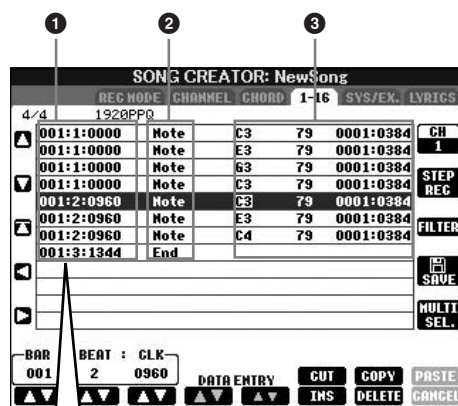 1 2 3
SONG CREATOR: NewSong
REC MODE CHANNEL CHORD 1-16 SYS/EX. LYRICS
4/4 1920PPQ
001:1:0000 Note C3 79 0001:0384
001:1:0000 Note E3 79 0001:0384
001:1:0000 Note G3 79 0001:0384
001:1:0000 Note C3 79 0001:0384
001:2:0960 Note C3 79 0001:0384
001:2:0960 Note E3 79 0001:0384
001:2:0960 Note C4 79 0001:0384
001:3:1344 End
CH
1
STEP
REC
FILTER
SAVE
MULTI
SEL.
BAR BEAT : CLK
001 2 0960
DATA ENTRY
CUT COPY PASTE
INS DELETE CANCEL